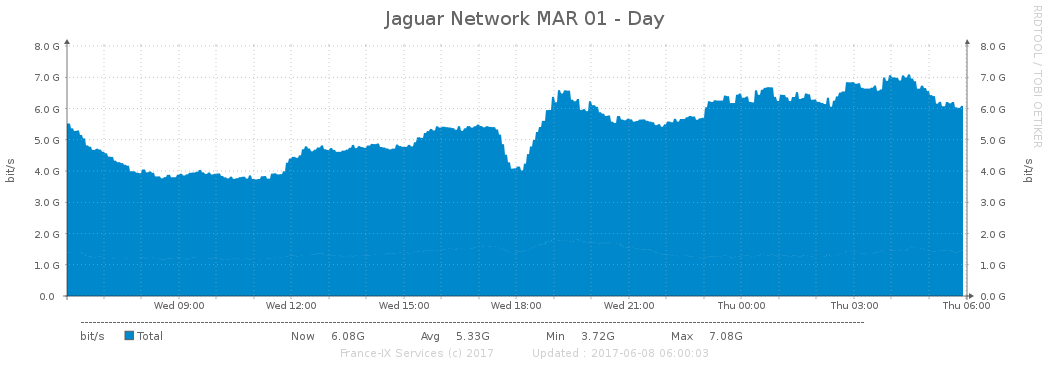 Jaguar Network MAR 01 - Day
RRDTOOL / TOBI OETIKER
8.0 G 8.0 G
7.0 G 7.0 G
6.0 G 6.0 G
5.0 G 5.0 G
4.0 G 4.0 G
3.0 G 3.0 G
2.0 G 2.0 G
1.0 G 1.0 G
0.0 0.0 G
bit/s
bit/s
Wed 09:00 Wed 12:00 Wed 15:00 Wed 18:00 Wed 21:00 Thu 00:00 Thu 03:00 Thu 06:00
bit/s Total Now 6.08G Avg 5.33G Min 3.72G Max 7.08G
France-IX Services (c) 2017 Updated : 2017-06-08 06:00:03